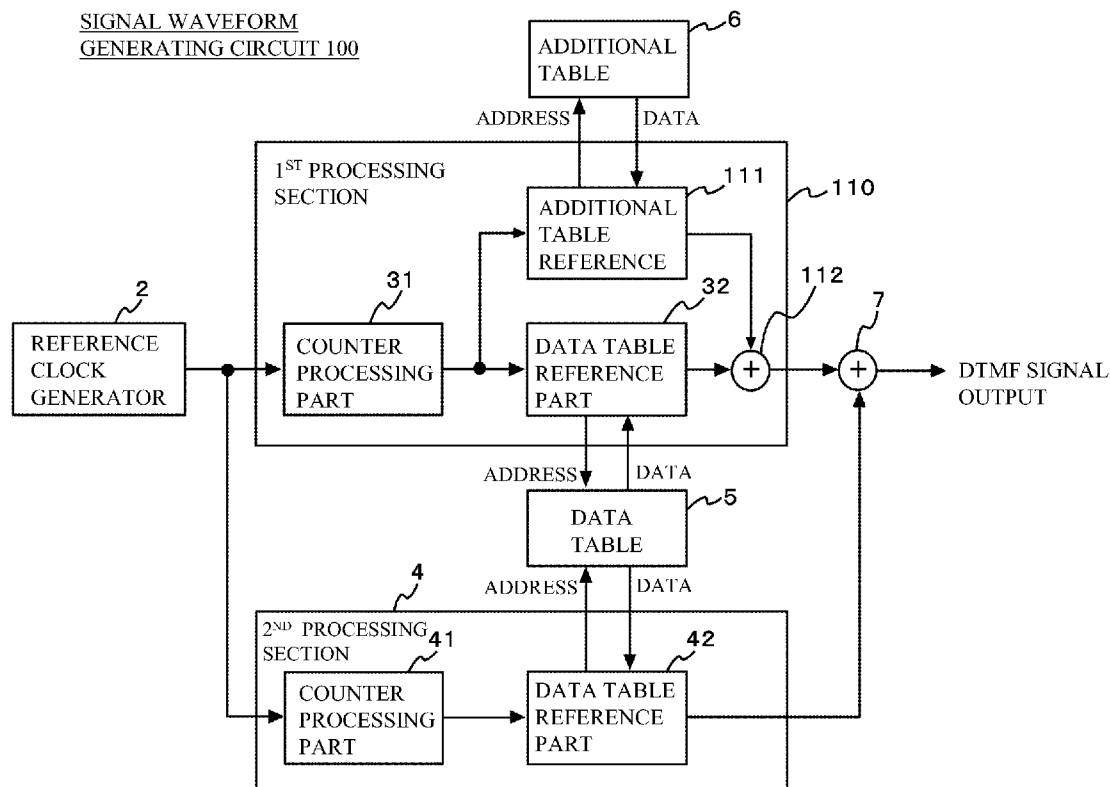 SIGNAL WAVEFORM
GENERATING CIRCUIT 100
6
ADDITIONAL
TABLE
ADDRESS
DATA
1ST PROCESSING
SECTION
111
110
ADDITIONAL
TABLE
REFERENCE
2
31
32
112
7
REFERENCE
CLOCK
GENERATOR
COUNTER
PROCESSING
PART
DATA TABLE
REFERENCE
PART
+
+
DTMF SIGNAL
OUTPUT
ADDRESS
DATA
5
DATA
TABLE
ADDRESS
DATA
4
2ND PROCESSING
SECTION
41
42
COUNTER
PROCESSING
PART
DATA TABLE
REFERENCE
PART